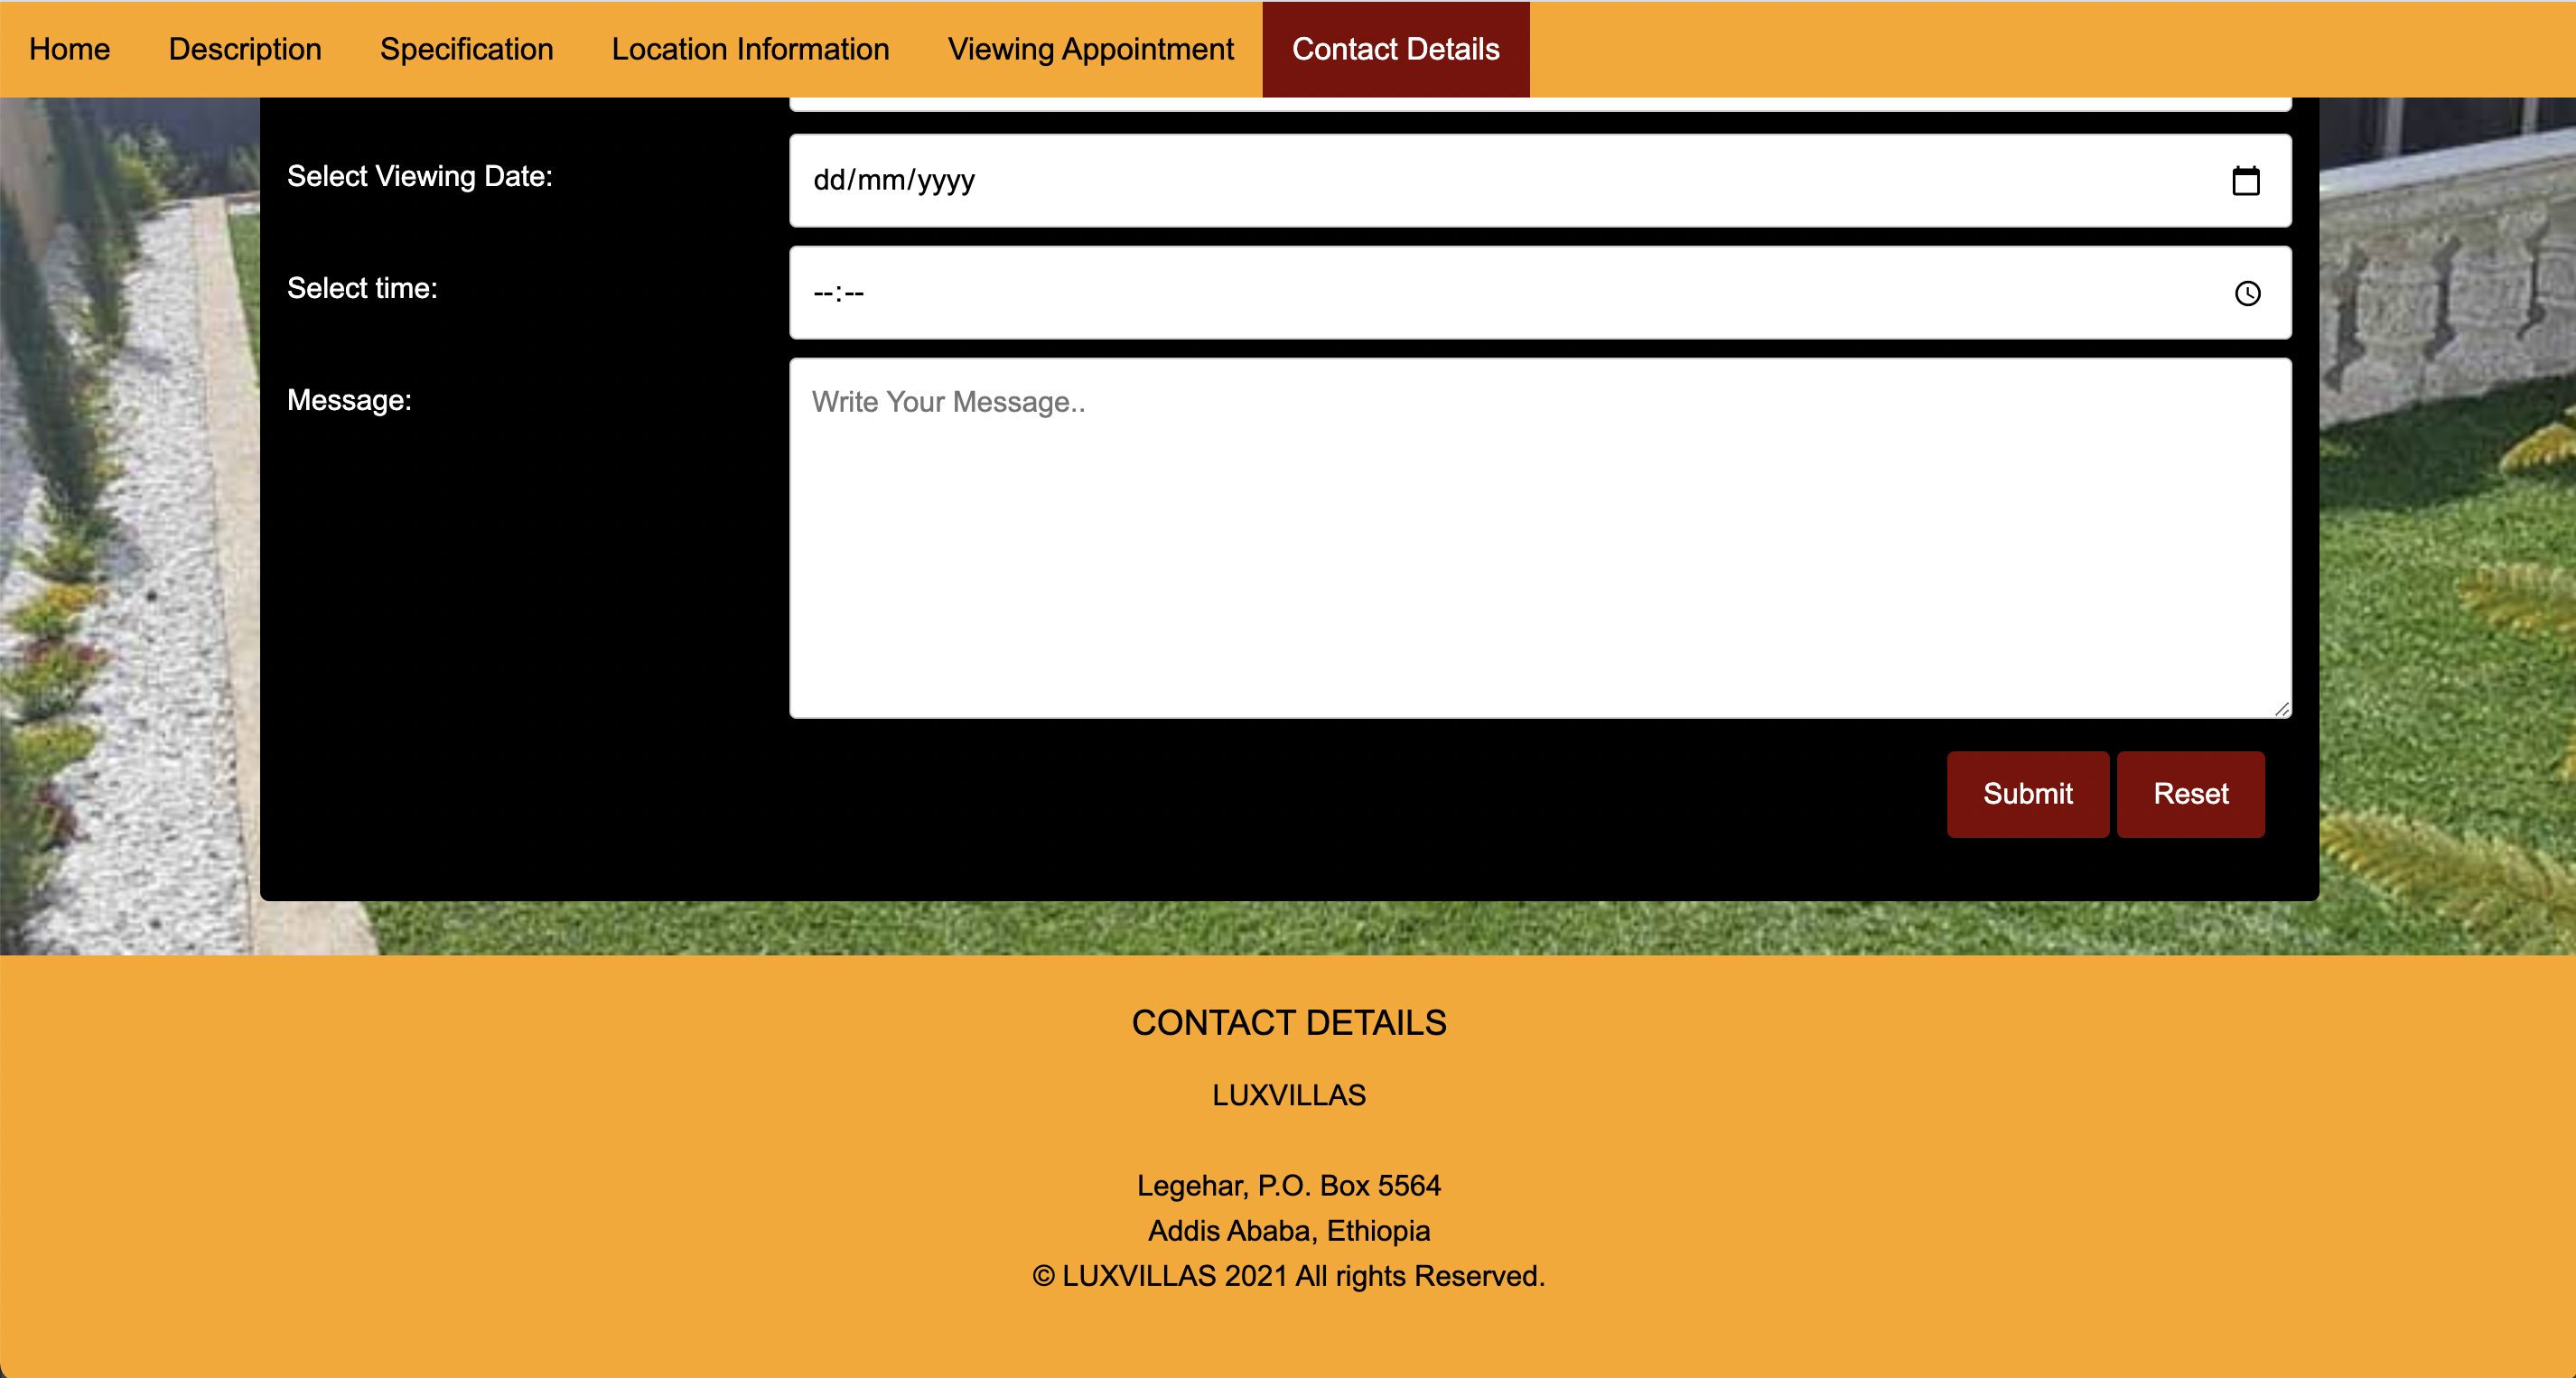 Home Description Specification Location Information Viewing Appointment Contact Details
Select Viewing Date: dd/mm/yyyy
Select time: --:--
Message: Write Your Message..
Submit Reset
CONTACT DETAILS
LUXVILLAS
Legehar, P.O. Box 5564
Addis Ababa, Ethiopia
© LUXVILLAS 2021 All rights Reserved.